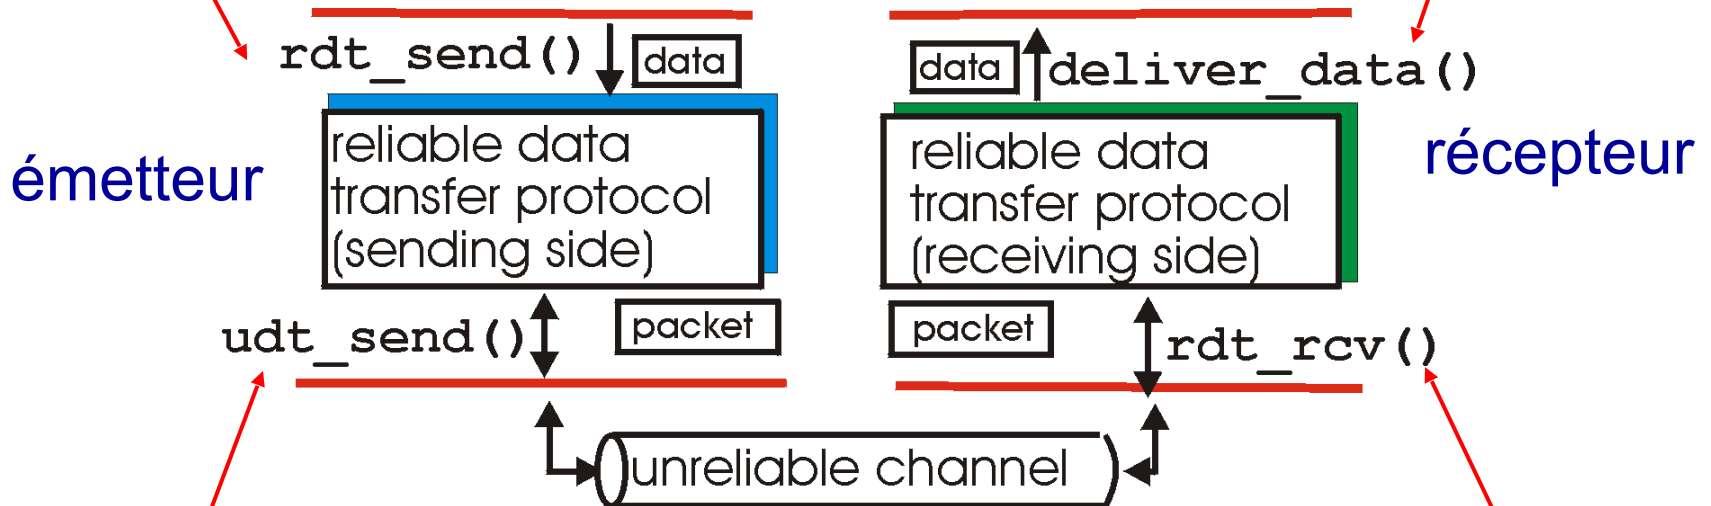 rdt_send()
data
data
deliver_data()
émetteur
reliable data
transfer protocol
(sending side)
reliable data
transfer protocol
(receiving side)
récepteur
udt_send()
packet
packet
rdt_rcv()
unreliable channel